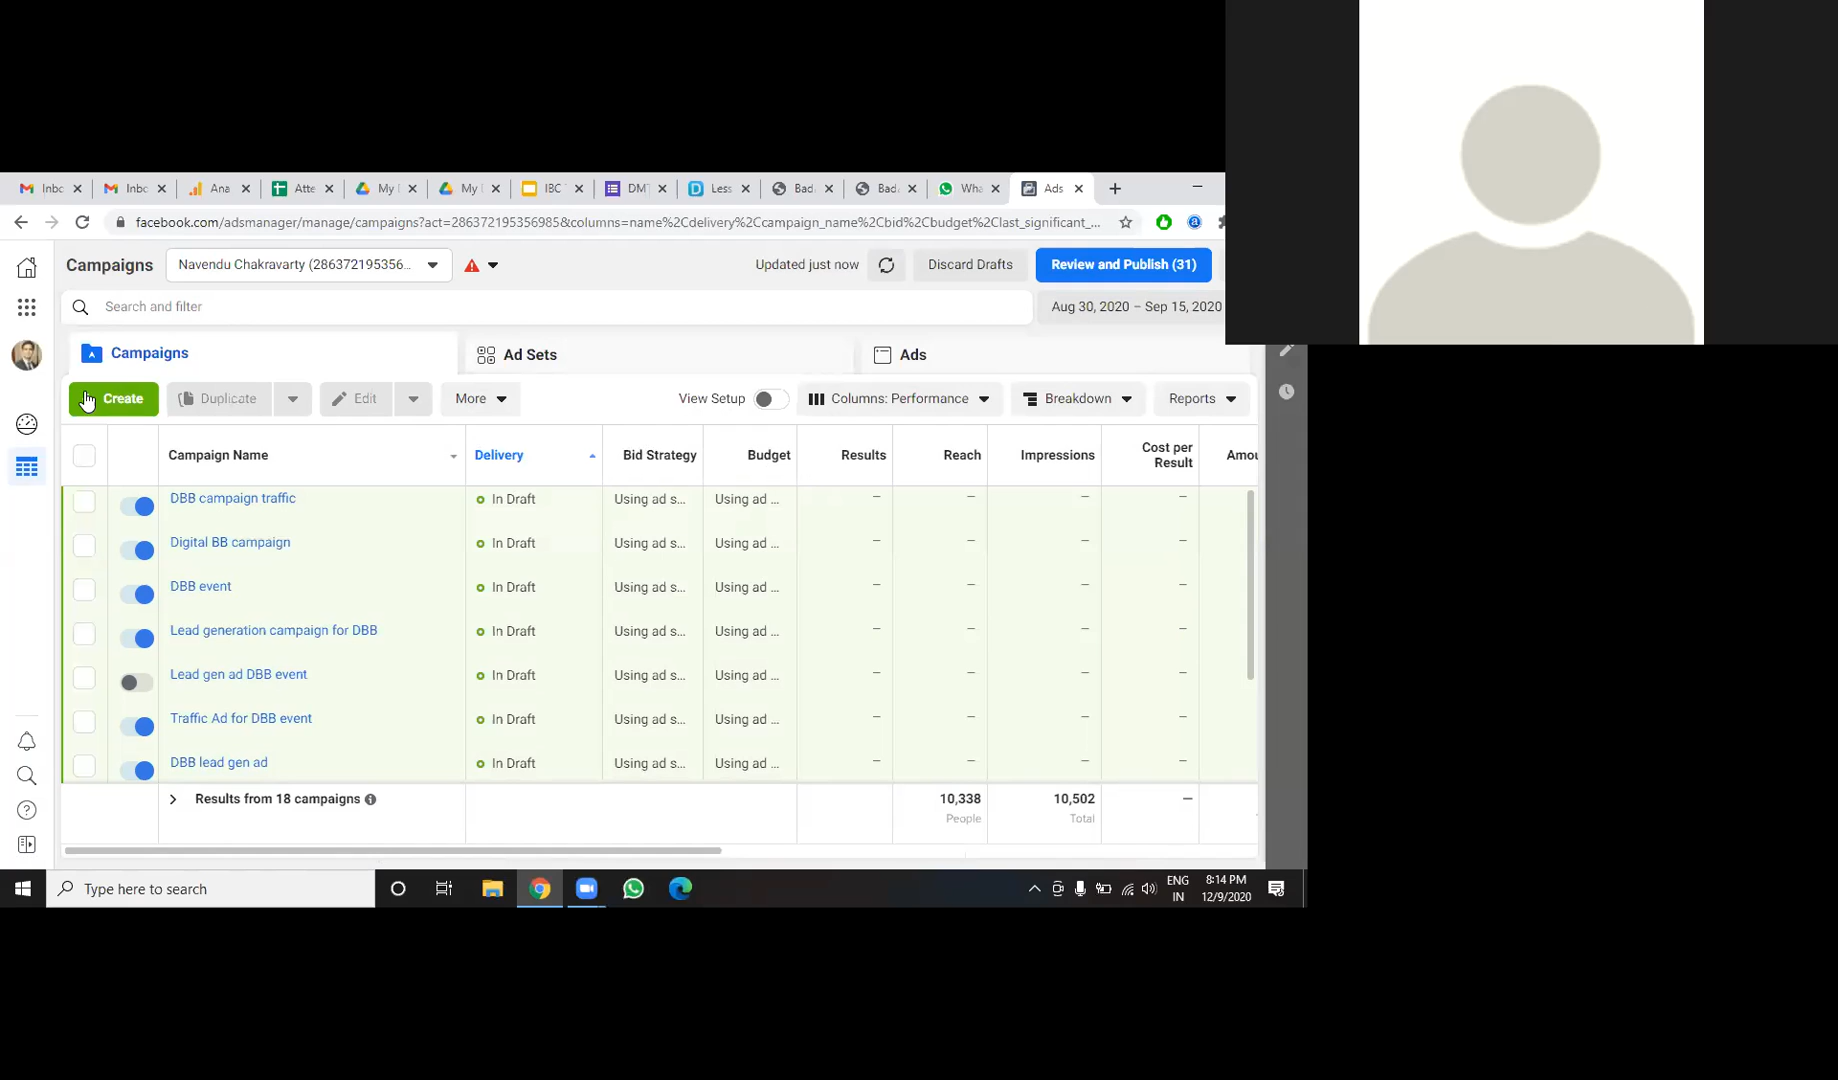 Inbc
Inbc
Ana
Atte
My I
My I
IBC
DMT
Less
Bad.
Bad.
Wha
Ads
facebook.com/adsmanager/manage/campaigns?act=286372195356985&columns=name%2Cdelivery%2Ccampaign_name%2Cbid%2Cbudget%2Clast_significant_...
Campaigns
Navendu Chakravarty (28637219​5356...
Updated just now
Discard Drafts
Review and Publish (31)
Search and filter
Aug 30, 2020 – Sep 15, 2020
Campaigns
Ad Sets
Ads
Create
Duplicate
Edit
More
View Setup
Columns: Performance
Breakdown
Reports
Campaign Name
Delivery
Bid Strategy
Budget
Results
Reach
Impressions
Cost per Result
Amou
DBB campaign traffic In Draft Using ad s... Using ad ... – – – –
Digital BB campaign In Draft Using ad s... Using ad ... – – – –
DBB event In Draft Using ad s... Using ad ... – – – –
Lead generation campaign for DBB In Draft Using ad s... Using ad ... – – – –
Lead gen ad DBB event In Draft Using ad s... Using ad ... – – – –
Traffic Ad for DBB event In Draft Using ad s... Using ad ... – – – –
DBB lead gen ad In Draft Using ad s... Using ad ... – – – –
Results from 18 campaigns 10,338 10,502 —
People Total
Type here to search
ENG
IN
8:14 PM
12/9/2020